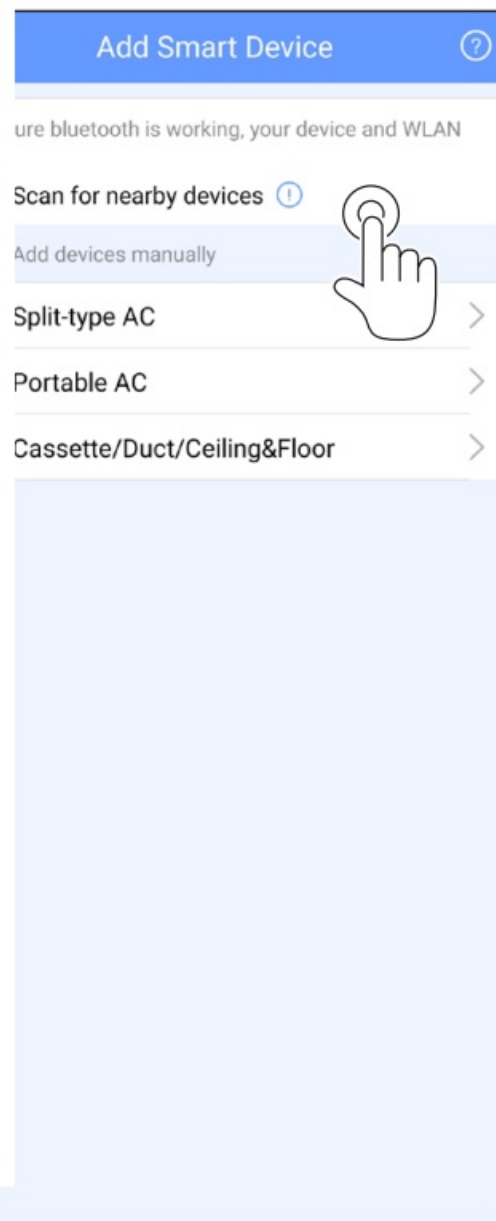 Add Smart Device
ure bluetooth is working, your device and WLAN
Scan for nearby devices
Add devices manually
Split-type AC
Portable AC
Cassette/Duct/Ceiling&Floor